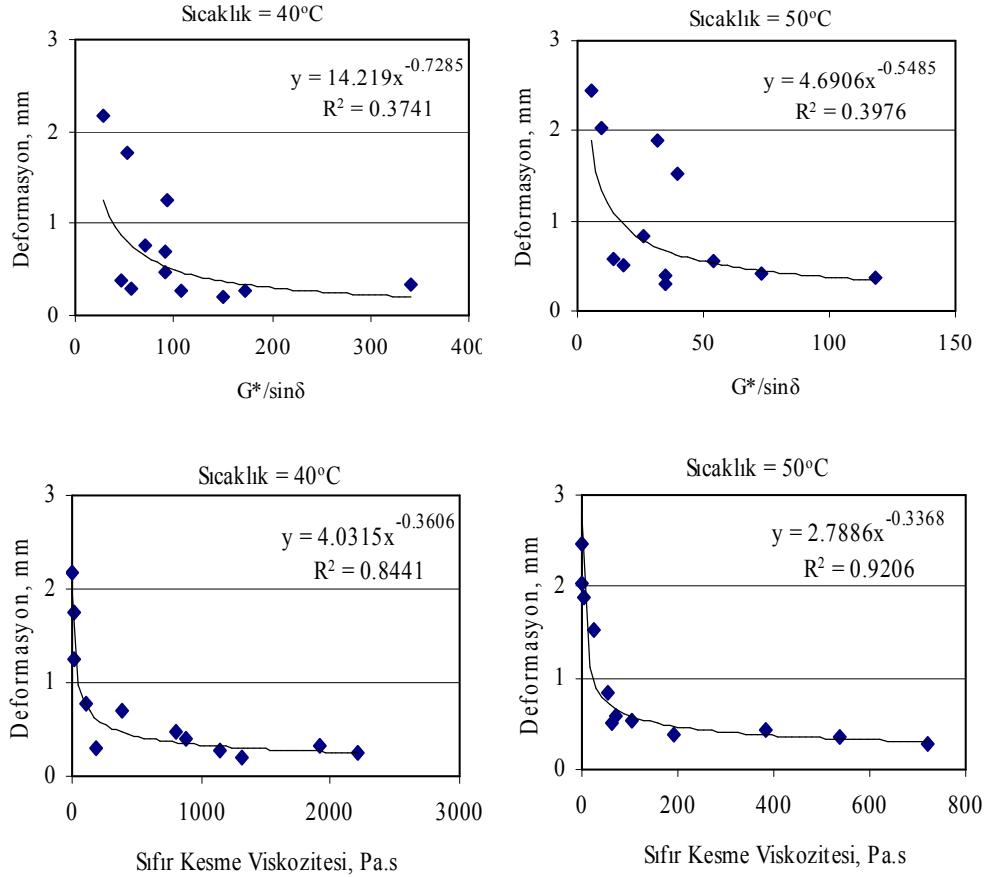 Sıcaklık = 40°C
3
2
1
0
y = 14.219x^-0.7285
R² = 0.3741
Deformasyon, mm
0 100 200 300 400
G*/sinδ
Sıcaklık = 50°C
3
2
1
0
y = 4.6906x^-0.5485
R² = 0.3976
Deformasyon, mm
0 50 100 150
G*/sinδ
Sıcaklık = 40°C
3
2
1
0
y = 4.0315x^-0.3606
R² = 0.8441
Deformasyon, mm
0 1000 2000 3000
Sıfır Kesme Viskozitesi, Pa.s
Sıcaklık = 50°C
3
2
1
0
y = 2.7886x^-0.3368
R² = 0.9206
Deformasyon, mm
0 200 400 600 800
Sıfır Kesme Viskozitesi, Pa.s